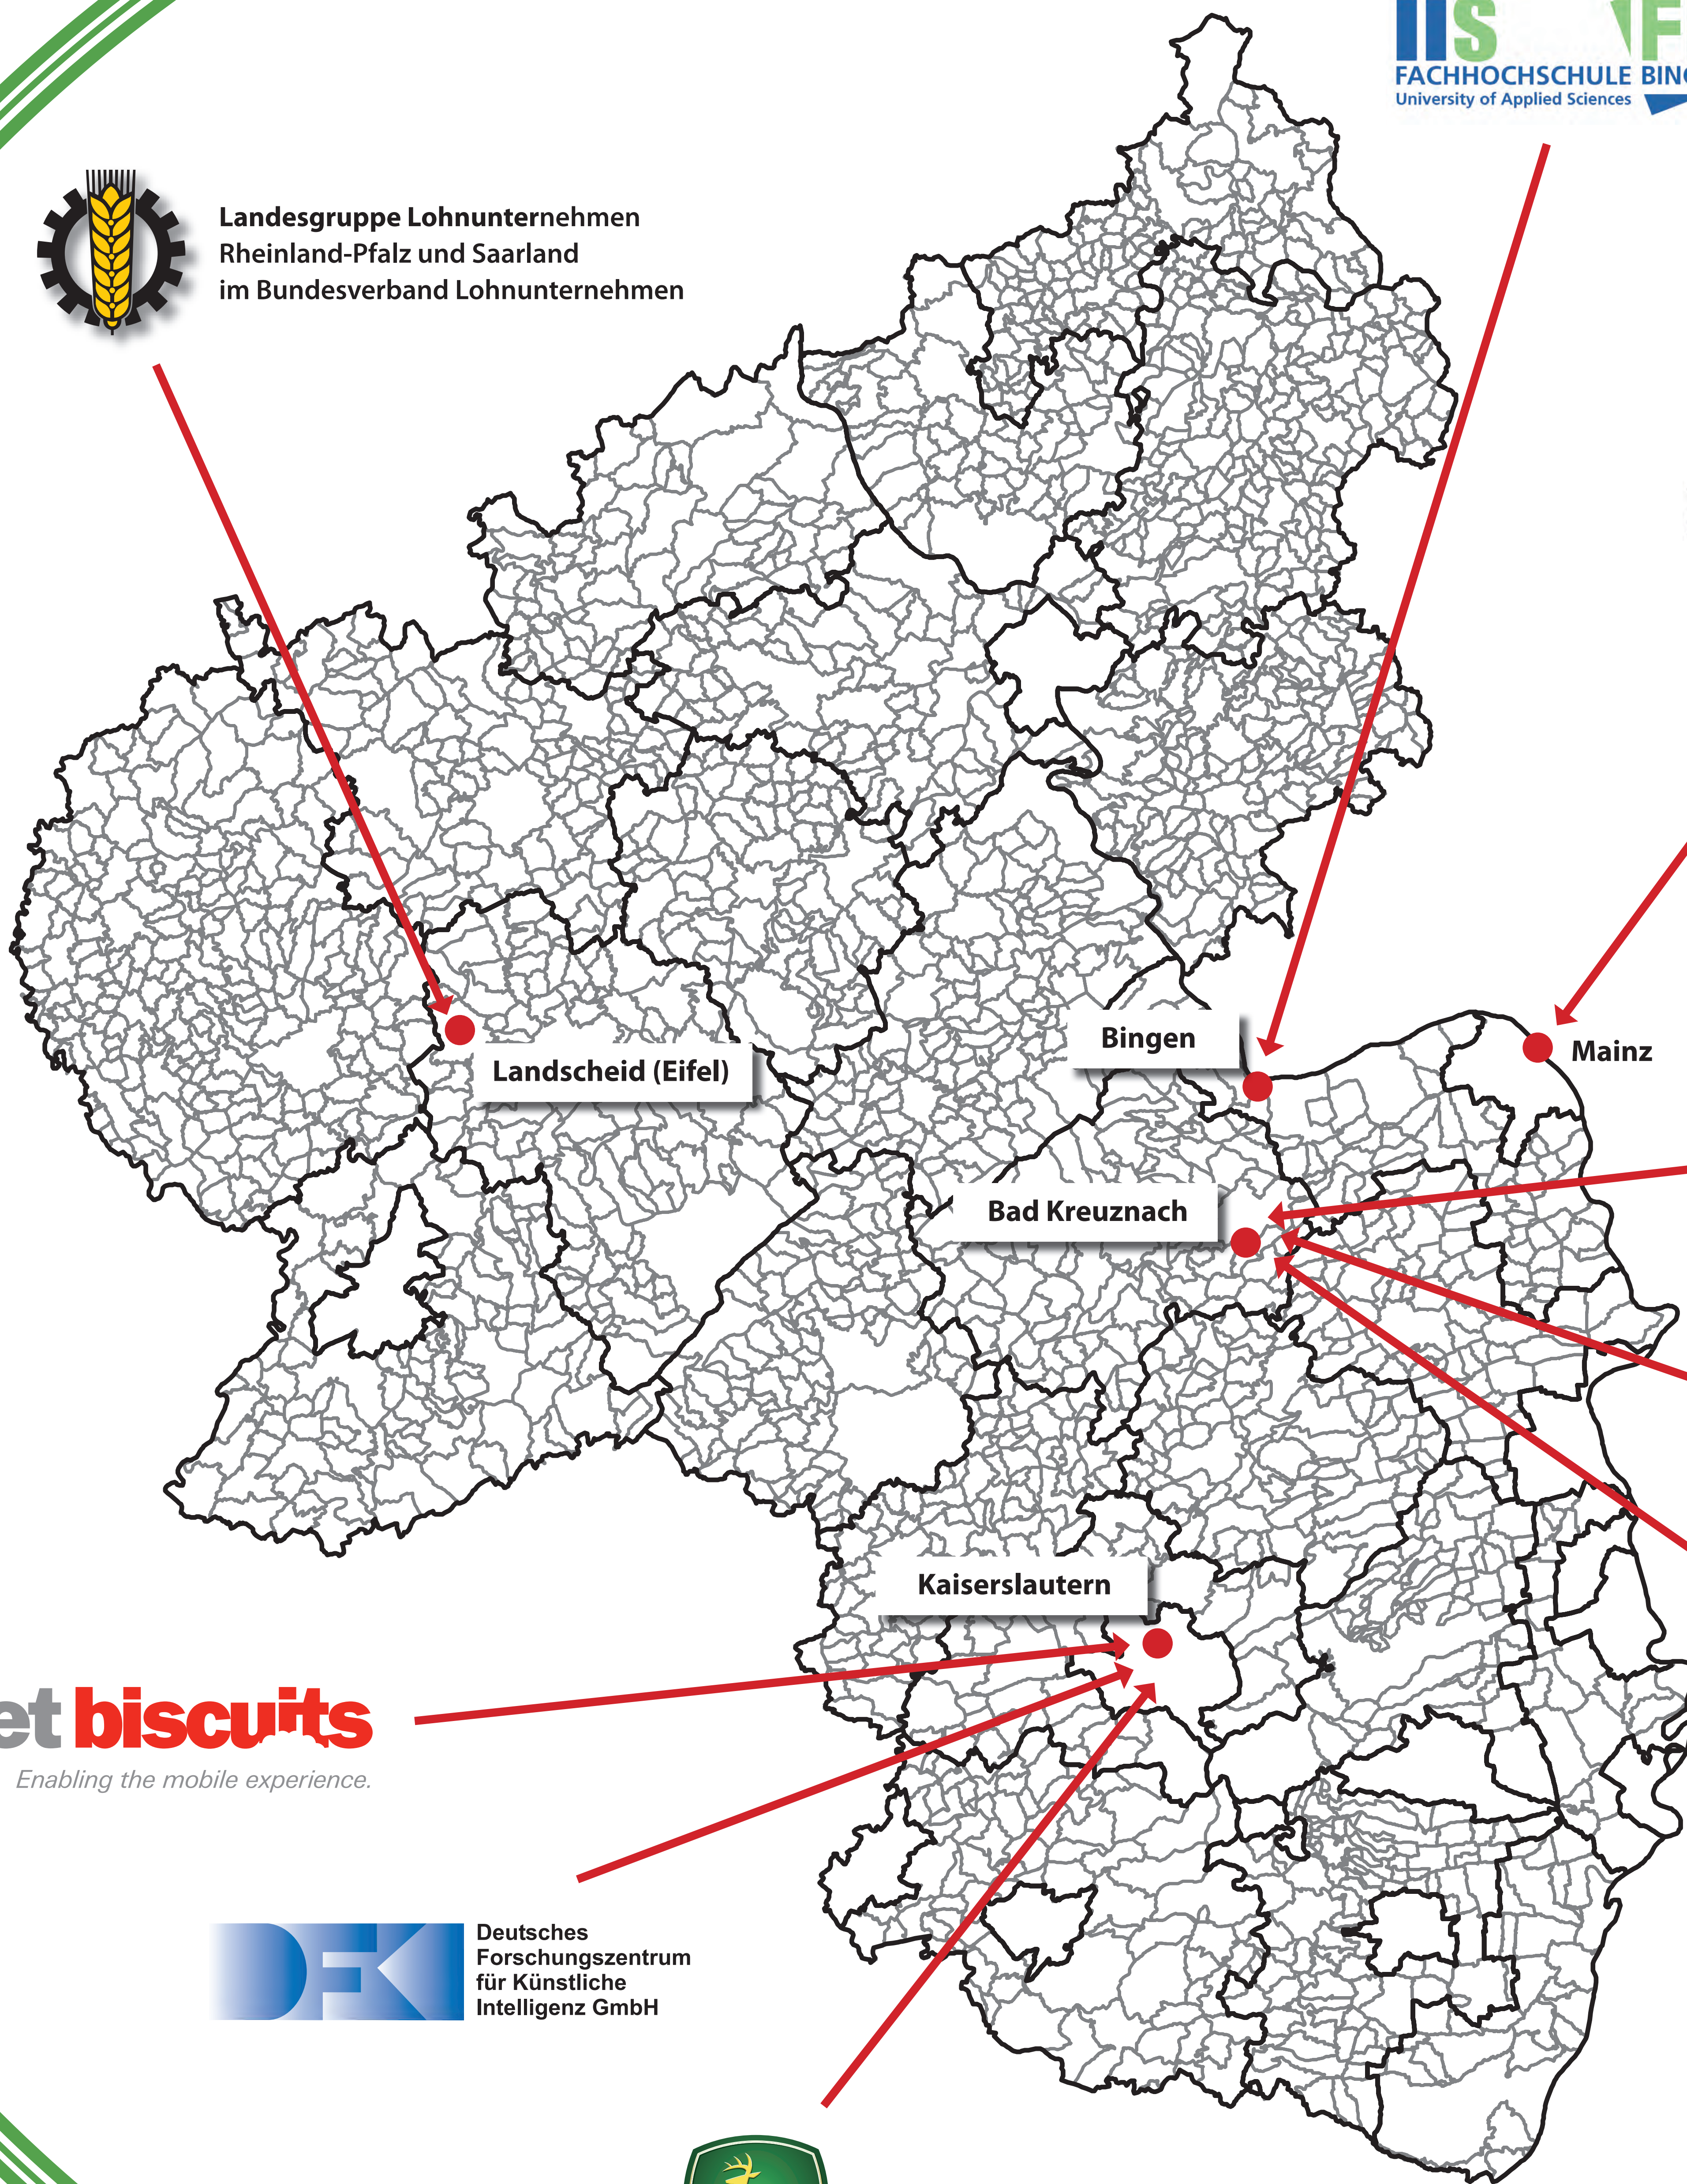 FACHHOCHSCHULE
University of Applied Sciences
Landesgruppe Lohnunternehmen
Rheinland-Pfalz und Saarland
im Bundesverband Lohnunternehmen
Bingen
Mainz
Landscheid (Eifel)
Bad Kreuznach
Kaiserslautern
biscuits
Enabling the mobile experience.
DFK
Deutsches
Forschungszentrum
für Künstliche
Intelligenz GmbH